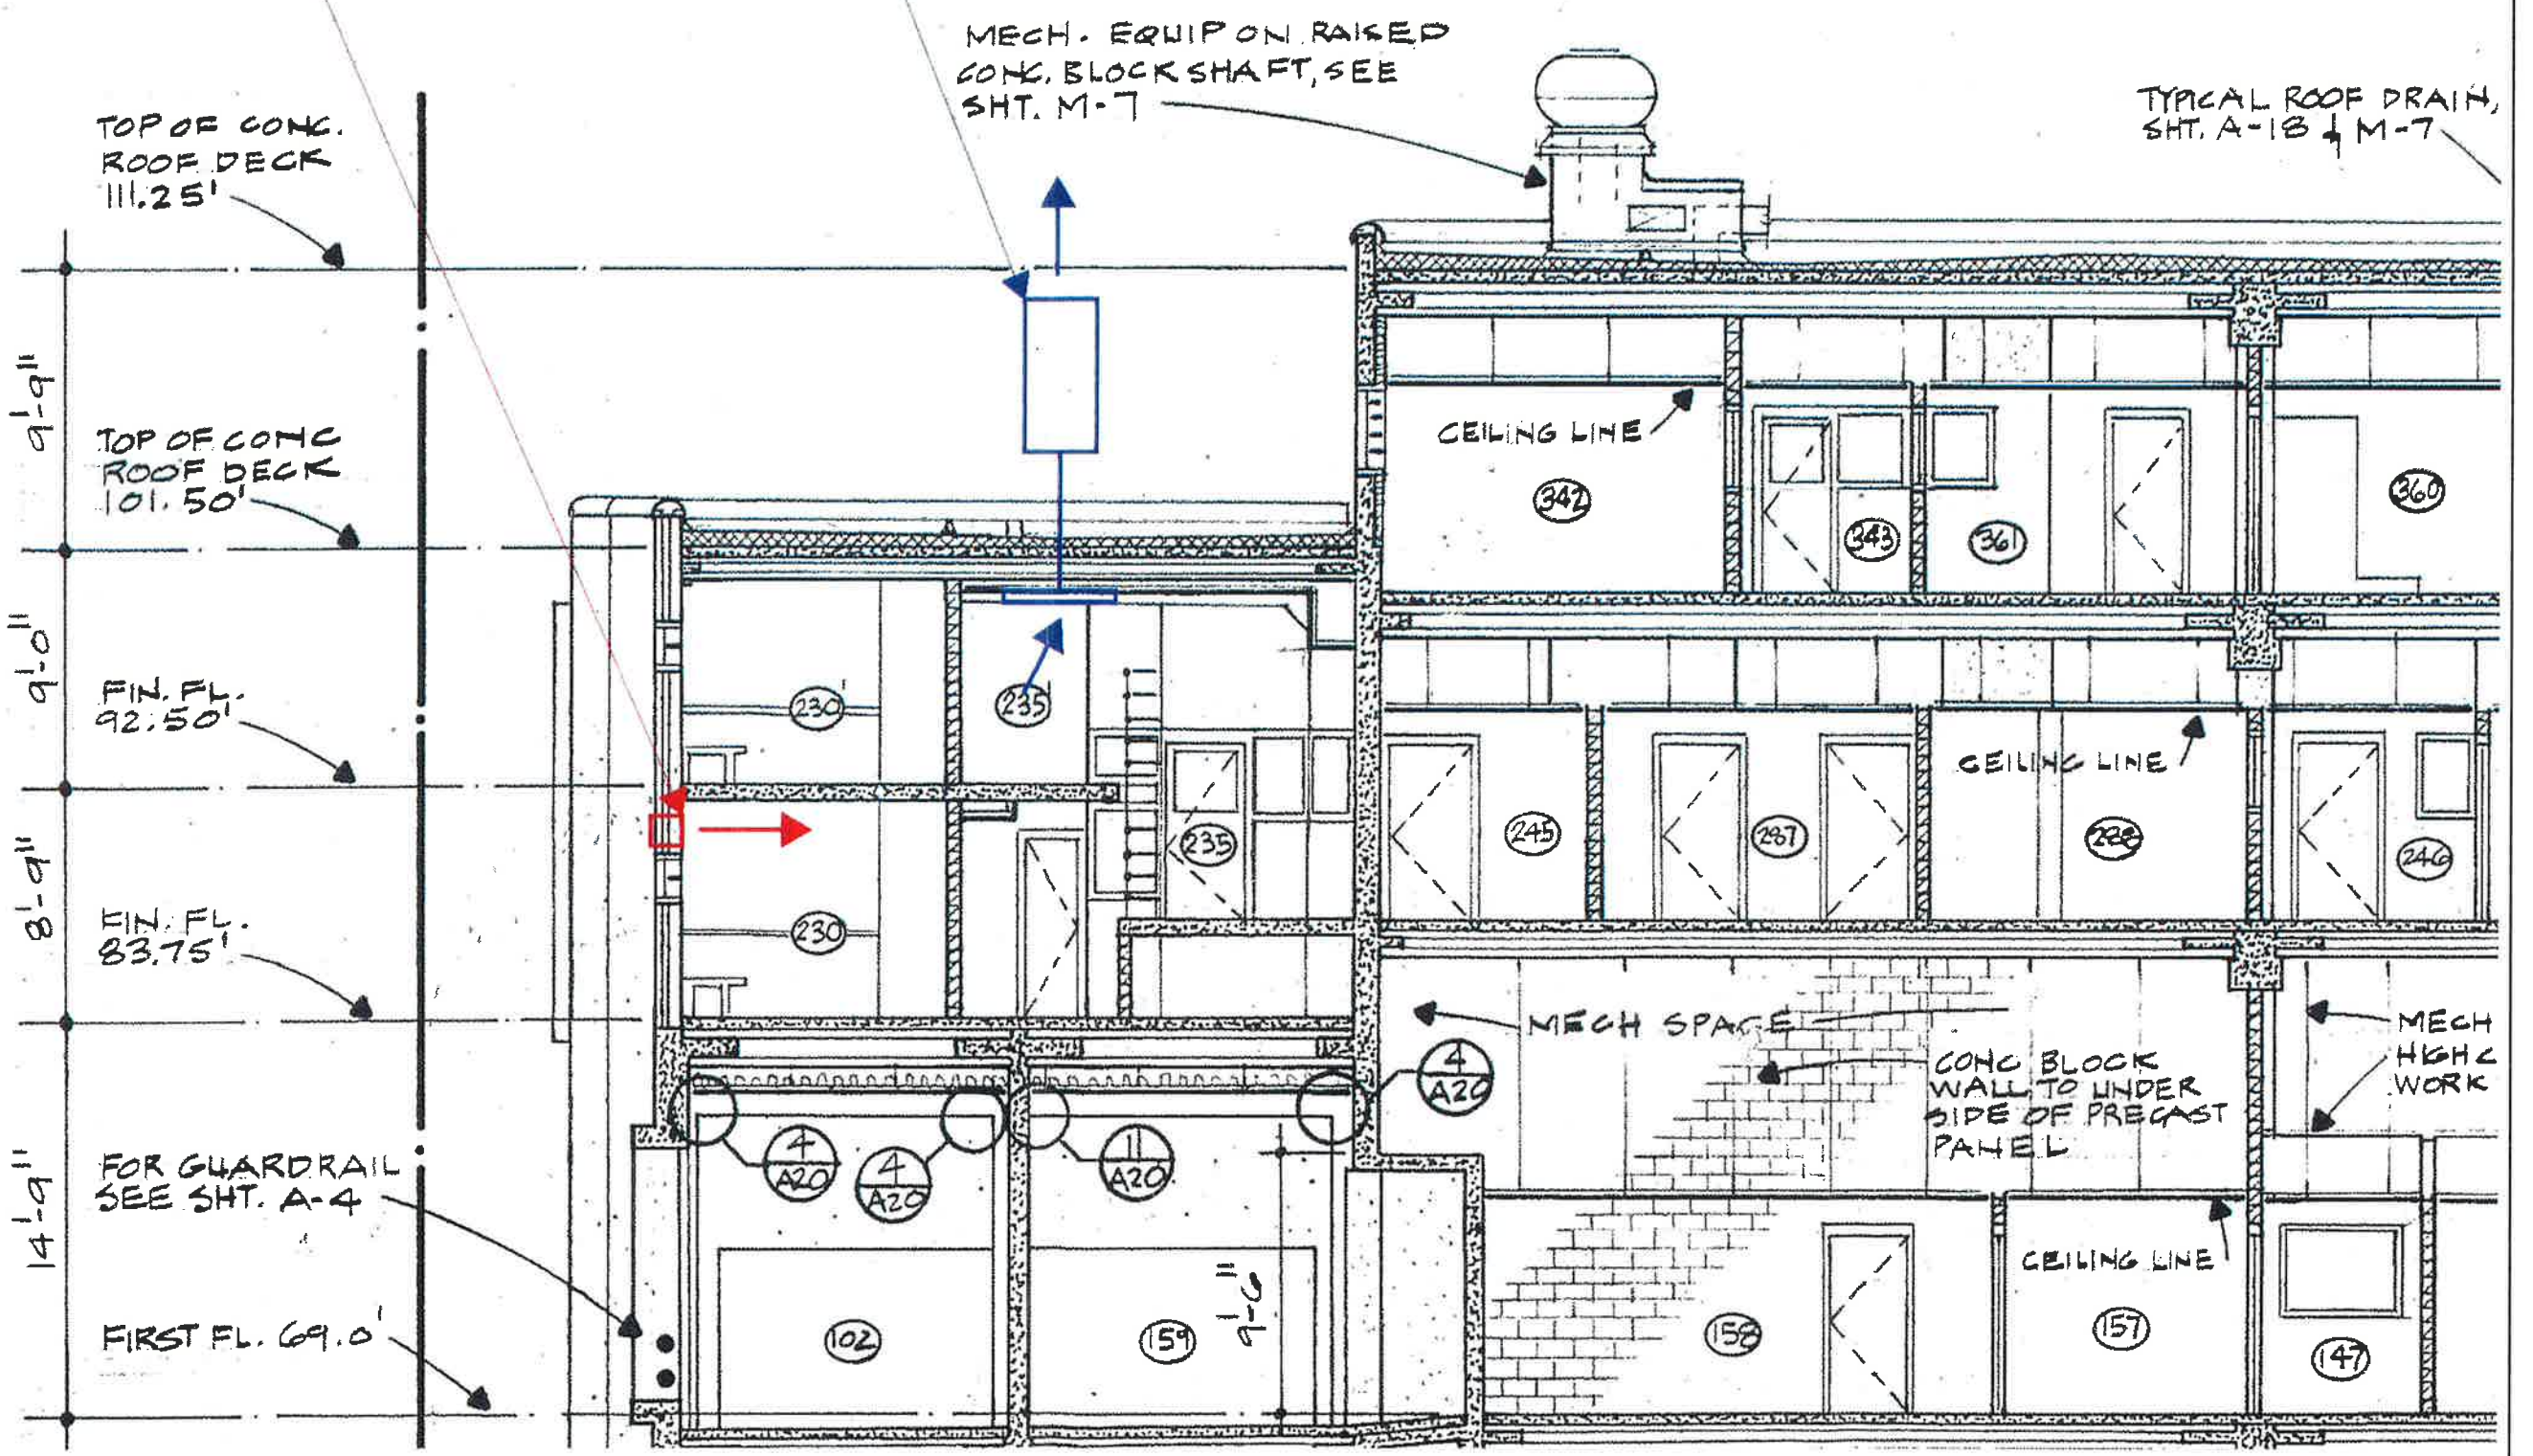 MECH. EQUIP ON RAISED
CONC. BLOCK SHAFT, SEE
SHT. M-7
TYPICAL ROOF DRAIN,
SHT. A-18 & M-7
TOP OF CONC.
ROOF DECK
111.25'
9'-9"
TOP OF CONC
ROOF DECK
101.50'
9'-0"
FIN. FL.
92.50'
8'-9"
FIN. FL.
83.75'
14'-9"
FOR GUARDRAIL
SEE SHT. A-4
FIRST FL. 69.0'
CEILING LINE
342
343
361
360
230'
235'
CEILING LINE
235
245
287
288
246
230
MECH SPACE
CONC BLOCK
WALL TO UNDER
SIDE OF PRECAST
PANEL
MECH
HIGH C
WORK
4
A20
4
A20
4
A20
11
A20
9'-6"
CEILING LINE
102
159
158
157
147